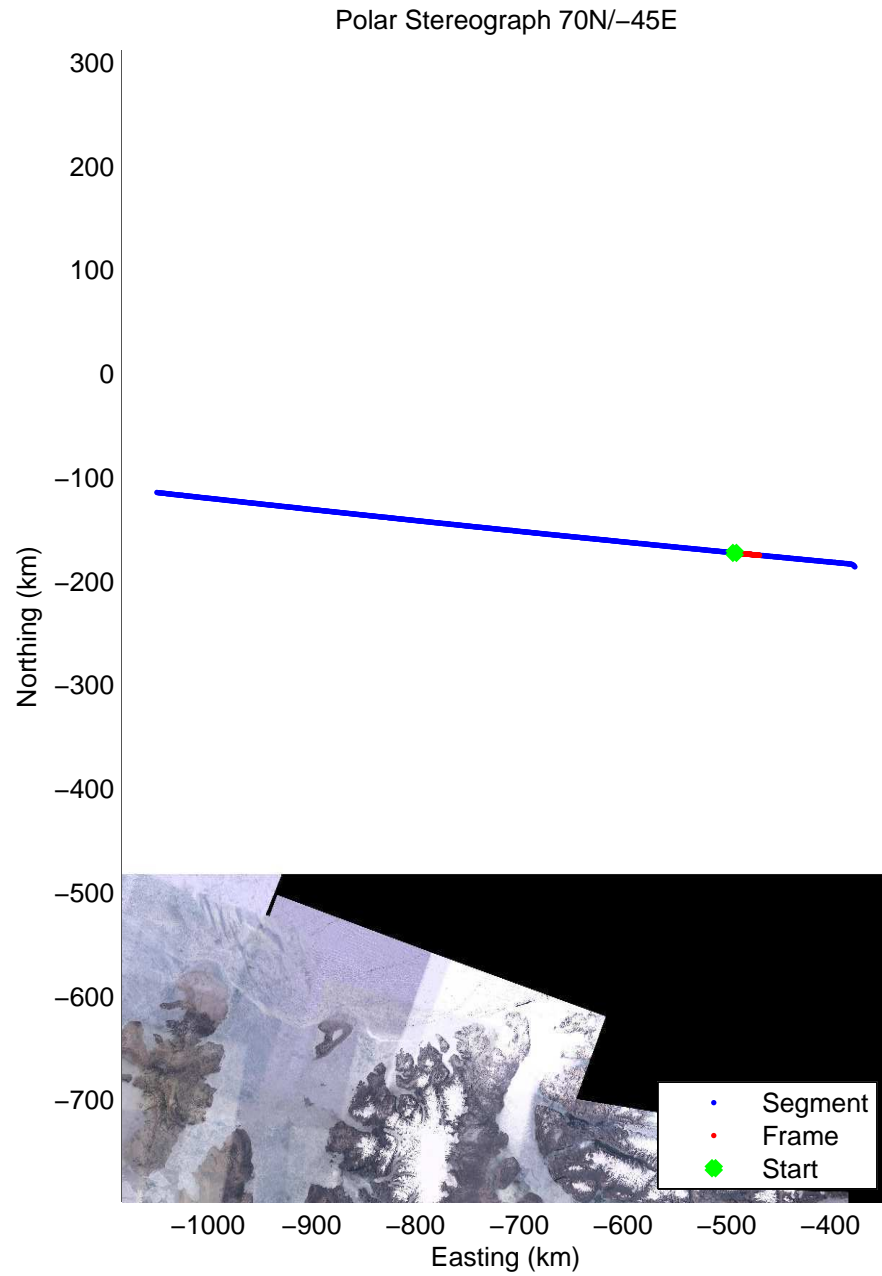 Polar Stereograph 70N/−45E
300
200
100
0
−100
−200
−300
−400
−500
−600
−700
Northing (km)
Segment
Frame
Start
−1000 −900 −800 −700 −600 −500 −400
Easting (km)